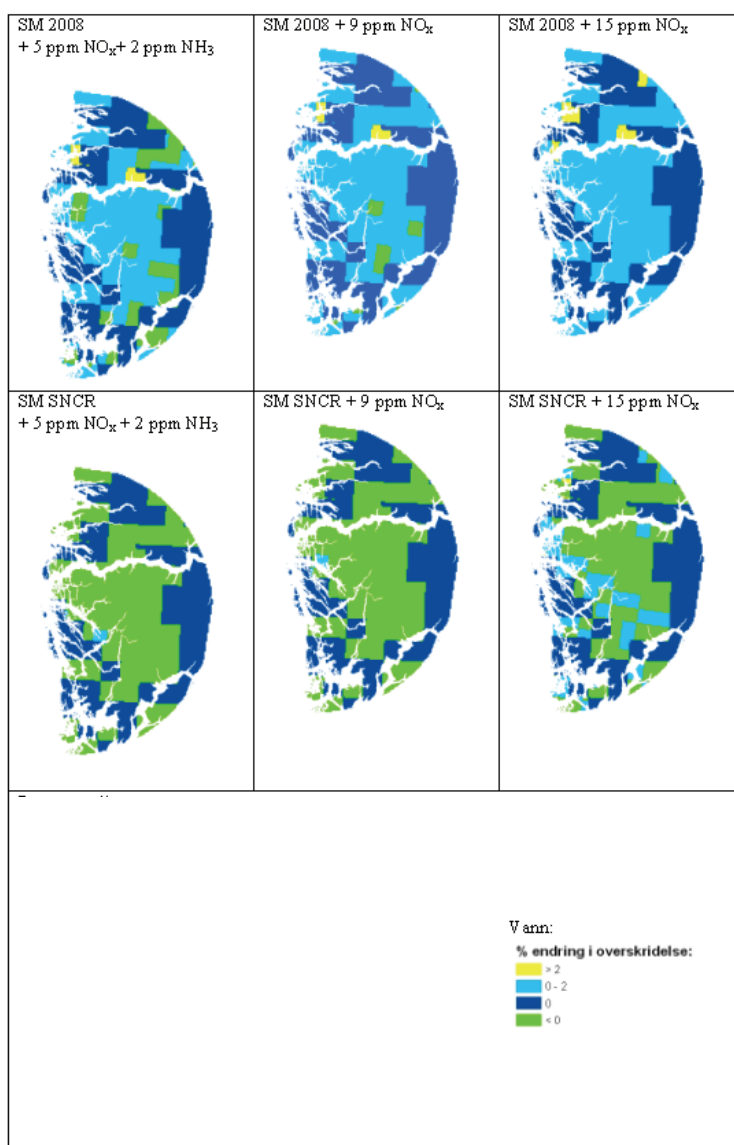 SM 2008
+ 5 ppm NOx+ 2 ppm NH3
SM 2008 + 9 ppm NOx
SM 2008 + 15 ppm NOx
SM SNCR
+ 5 ppm NOx + 2 ppm NH3
SM SNCR + 9 ppm NOx
SM SNCR + 15 ppm NOx
Vann:
% endring i overskridelse:
> 2
0 - 2
0
< 0